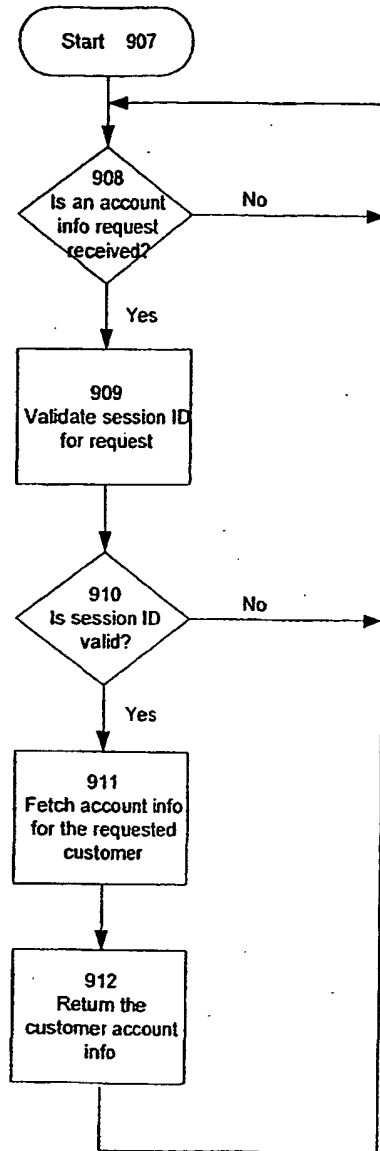 Start 907
908
Is an account
info request
received?
No
Yes
909
Validate session ID
for request
910
Is session ID
valid?
No
Yes
911
Fetch account info
for the requested
customer
912
Return the
customer account
info